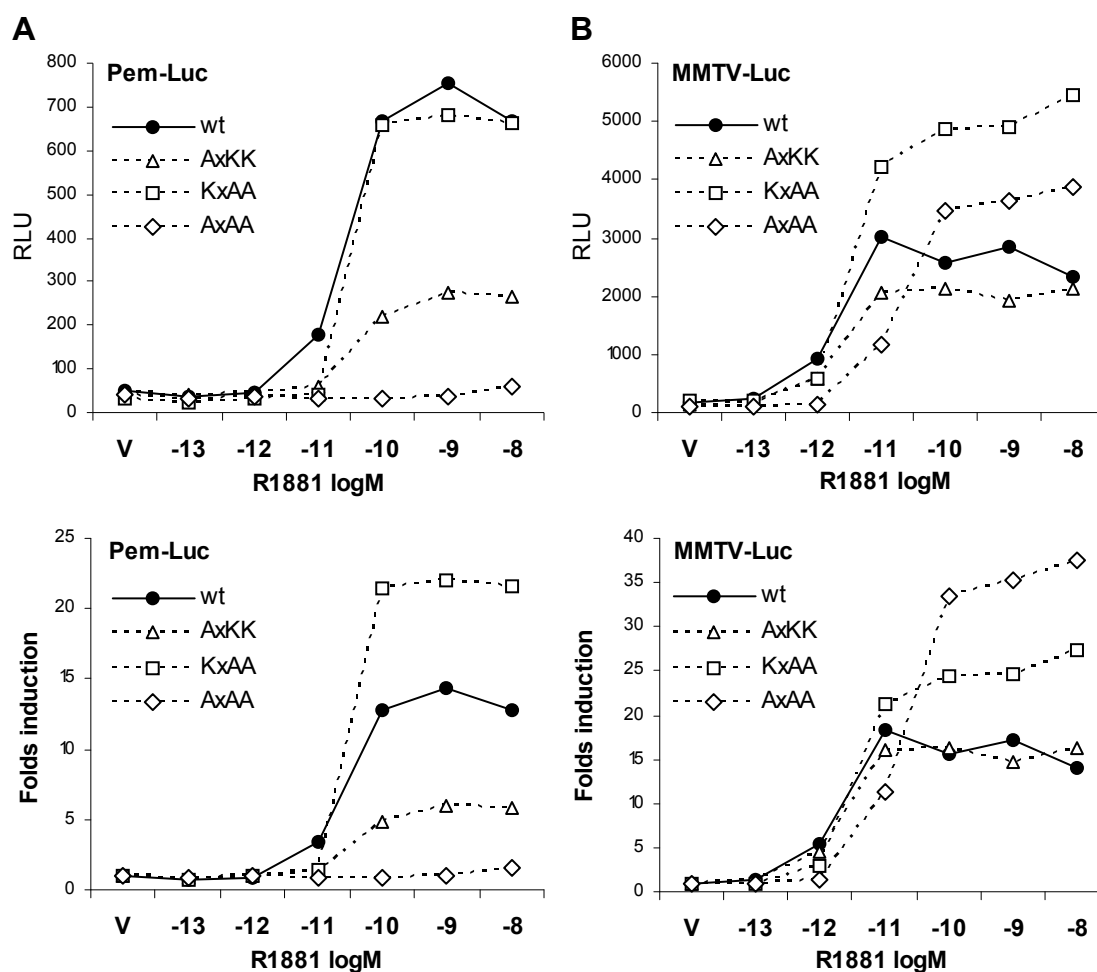 A
Pem-Luc
wt
AxKK
KxAA
AxAA
800
700
600
500
400
300
200
100
0
RLU
V -13 -12 -11 -10 -9 -8
R1881 logM
B
MMTV-Luc
wt
AxKK
KxAA
AxAA
6000
5000
4000
3000
2000
1000
0
RLU
V -13 -12 -11 -10 -9 -8
R1881 logM
Pem-Luc
wt
AxKK
KxAA
AxAA
25
20
15
10
5
0
Folds induction
V -13 -12 -11 -10 -9 -8
R1881 logM
MMTV-Luc
wt
AxKK
KxAA
AxAA
40
35
30
25
20
15
10
5
0
Folds induction
V -13 -12 -11 -10 -9 -8
R1881 logM